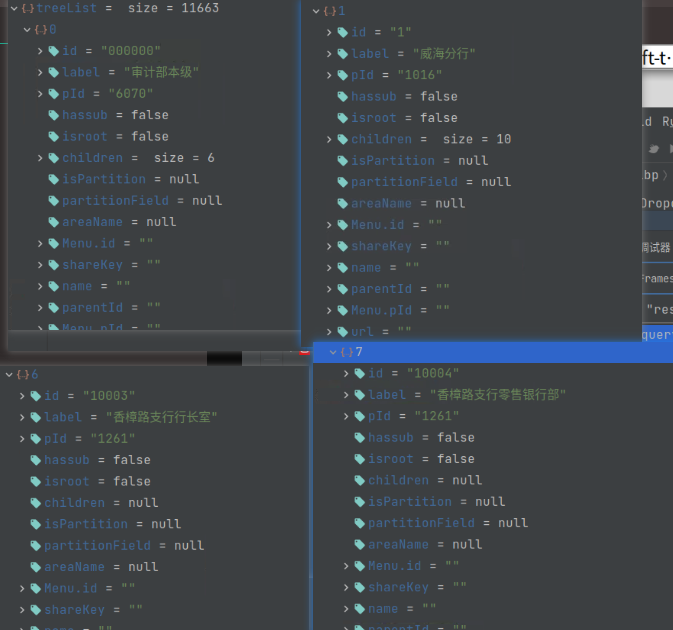 treeList = size = 11663
0
id = "000000"
label = "审计部本级"
pId = "6070"
hassub = false
isroot = false
children = size = 6
isPartition = null
partitionField = null
areaName = null
Menu.id = ""
shareKey = ""
name = ""
parentId = ""
Menu.pId = ""
1
id = "1"
label = "威海分行"
pId = "1016"
hassub = false
isroot = false
children = size = 10
isPartition = null
partitionField = null
areaName = null
Menu.id = ""
shareKey = ""
name = ""
parentId = ""
Menu.pId = ""
url = ""
6
id = "10003"
label = "香樟路支行行长室"
pId = "1261"
hassub = false
isroot = false
children = null
isPartition = null
partitionField = null
areaName = null
Menu.id = ""
shareKey = ""
name = ""
7
id = "10004"
label = "香樟路支行零售银行部"
pId = "1261"
hassub = false
isroot = false
children = null
isPartition = null
partitionField = null
areaName = null
Menu.id = ""
shareKey = ""
name = ""
parentId = ""
ft-t
Ry
bp
Drope
调试器
Frames
"res
query